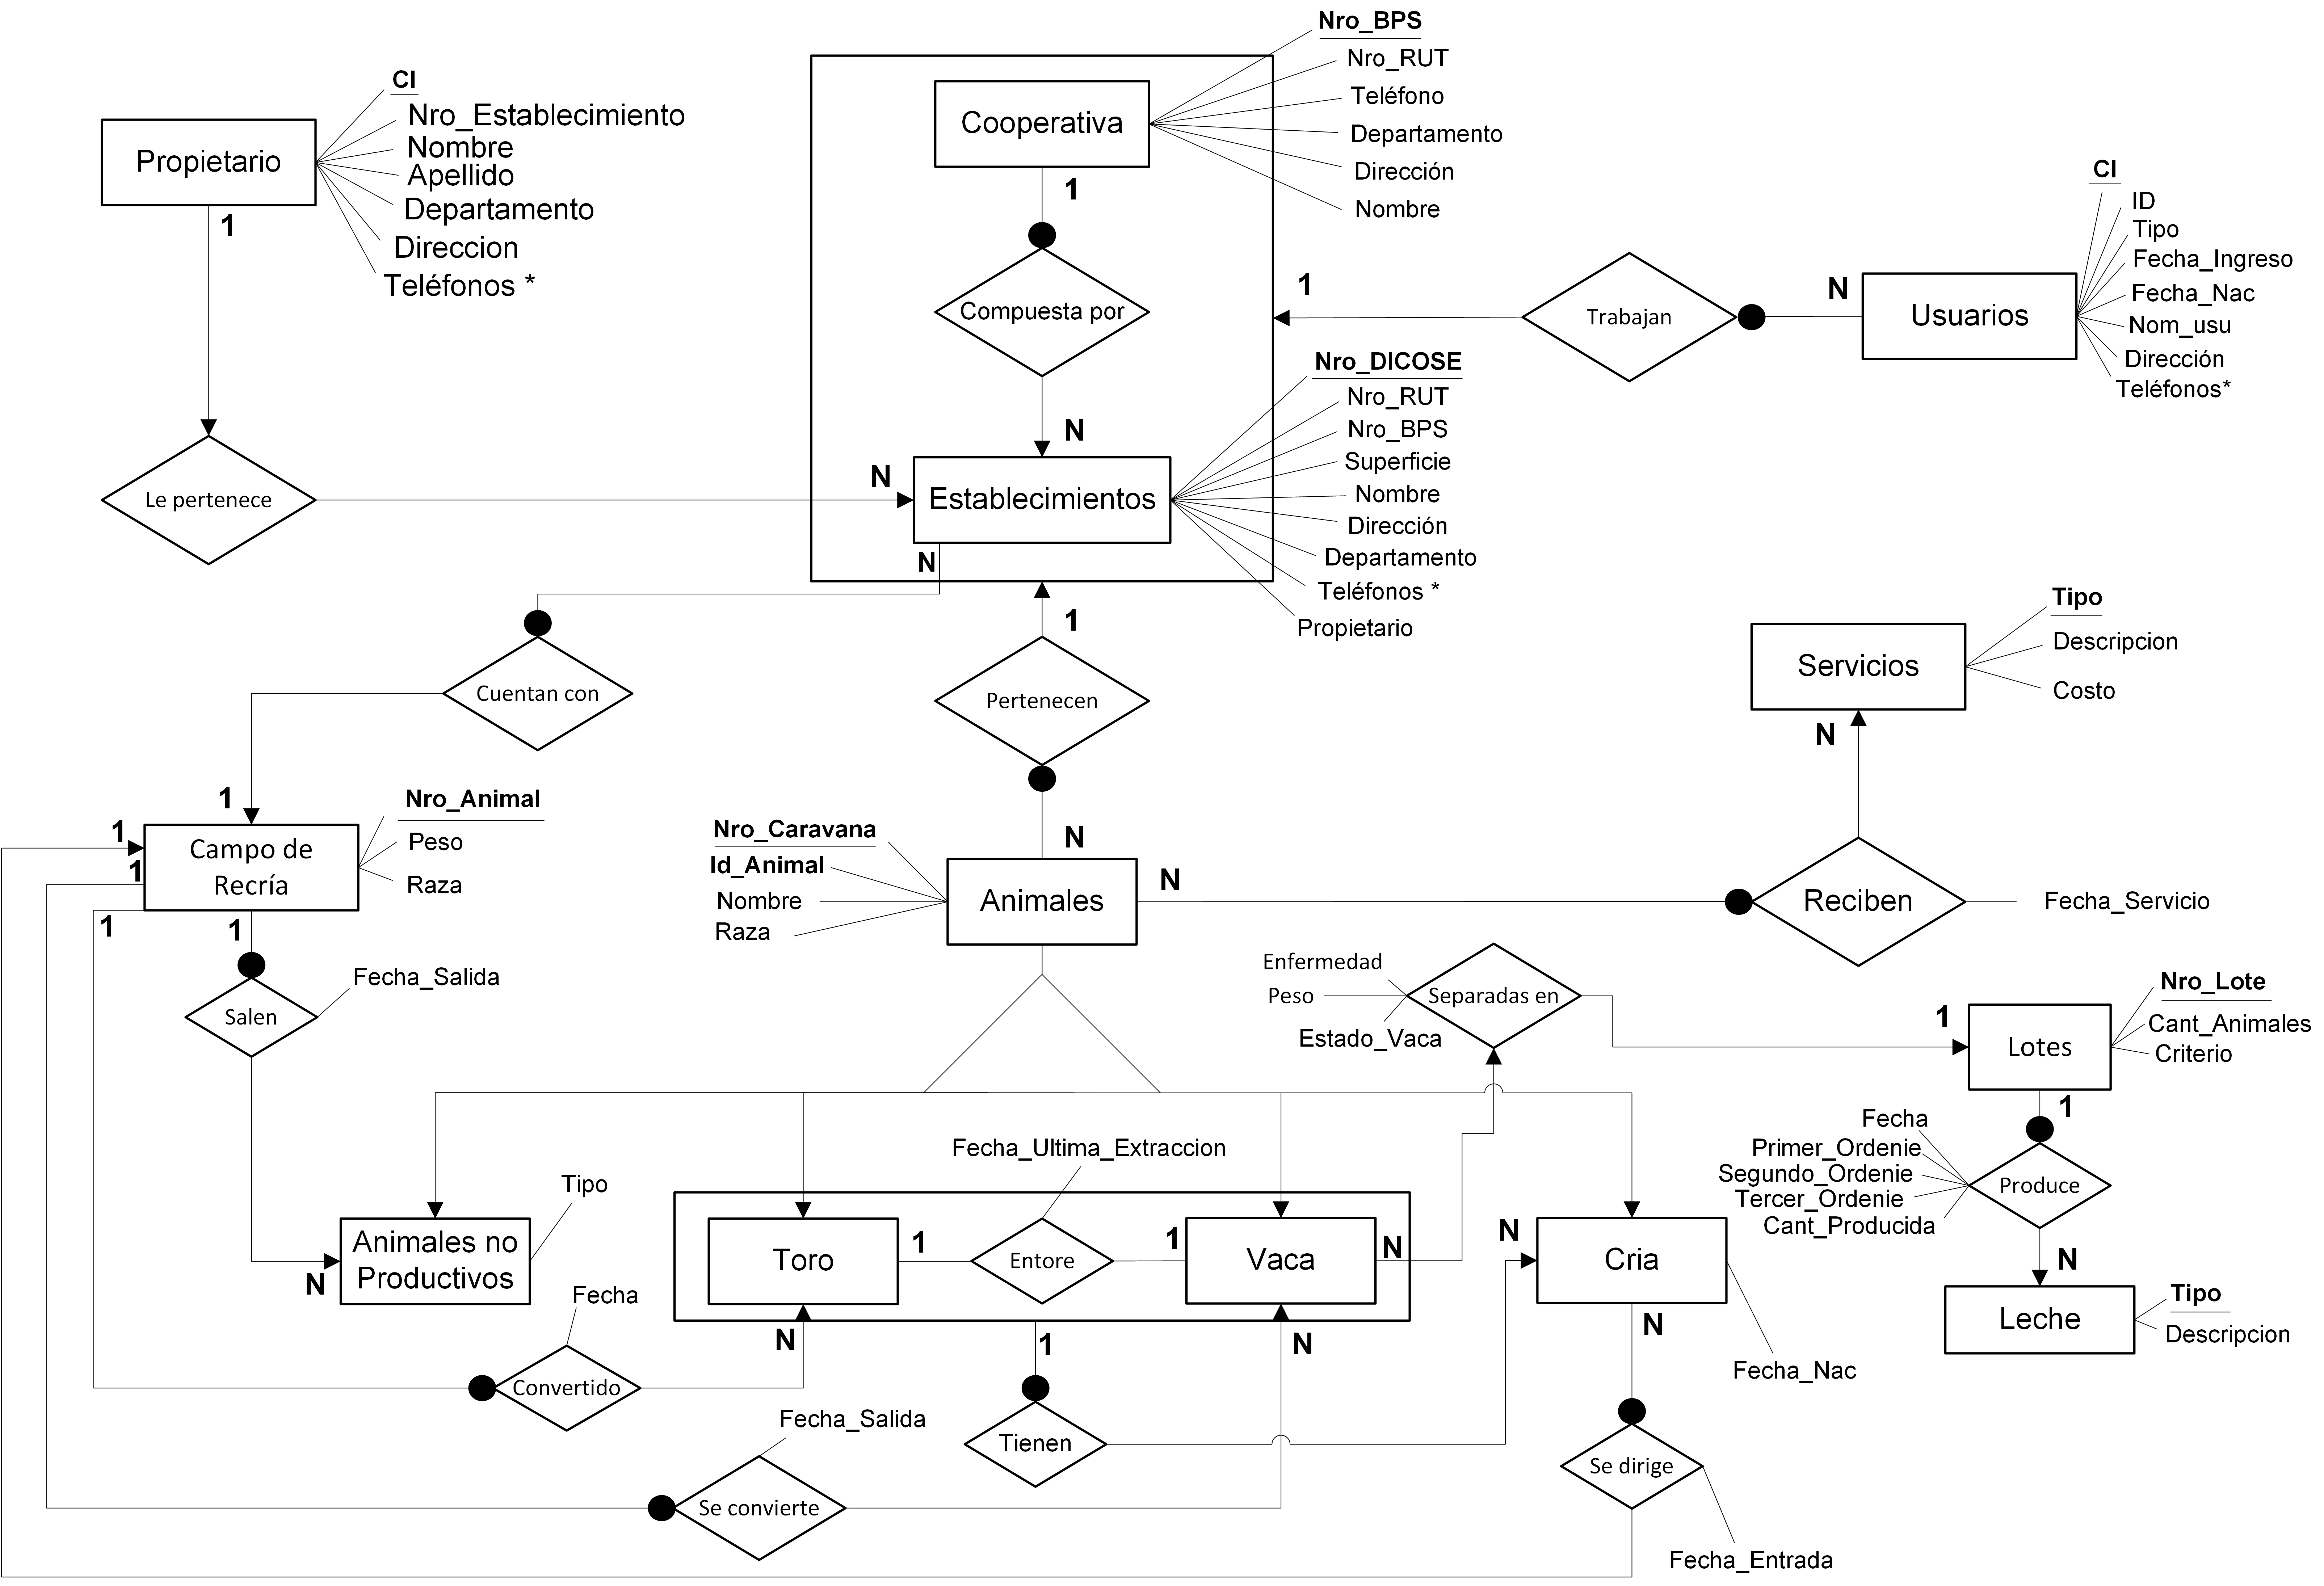 Nro_BPS
Nro_RUT
Teléfono
Departamento
Dirección
Nombre
Cooperativa
1
Compuesta por
N
CI
Nro_Establecimiento
Nombre
Apellido
Departamento
Direccion
Teléfonos *
Propietario
1
Le pertenece
N
CI
ID
Tipo
Fecha_Ingreso
Fecha_Nac
Nom_usu
Dirección
Teléfonos*
Usuarios
N
Trabajan
1
Nro_DICOSE
Nro_RUT
Nro_BPS
Superficie
Nombre
Dirección
Departamento
Teléfonos *
Propietario
Establecimientos
N
1
Cuentan con
Pertenecen
Tipo
Descripcion
Costo
Servicios
N
1
Nro_Animal
Peso
Raza
1
Campo de
Recría
1
1
1
Nro_Caravana
Id_Animal
Nombre
Raza
N
Animales
N
Reciben
Fecha_Servicio
Fecha_Salida
Salen
Enfermedad
Peso
Estado_Vaca
Separadas en
1
Nro_Lote
Cant_Animales
Criterio
Lotes
1
Fecha
Primer_Ordenie
Segundo_Ordenie
Tercer_Ordenie
Cant_Producida
Produce
N
Leche
Tipo
Descripcion
Fecha_Ultima_Extraccion
Tipo
Animales no
Productivos
N
Toro
1
Entore
1
Vaca
N
N
Cria
Fecha
N
1
N
N
Fecha_Nac
Convertido
Fecha_Salida
Tienen
Se dirige
Se convierte
Fecha_Entrada